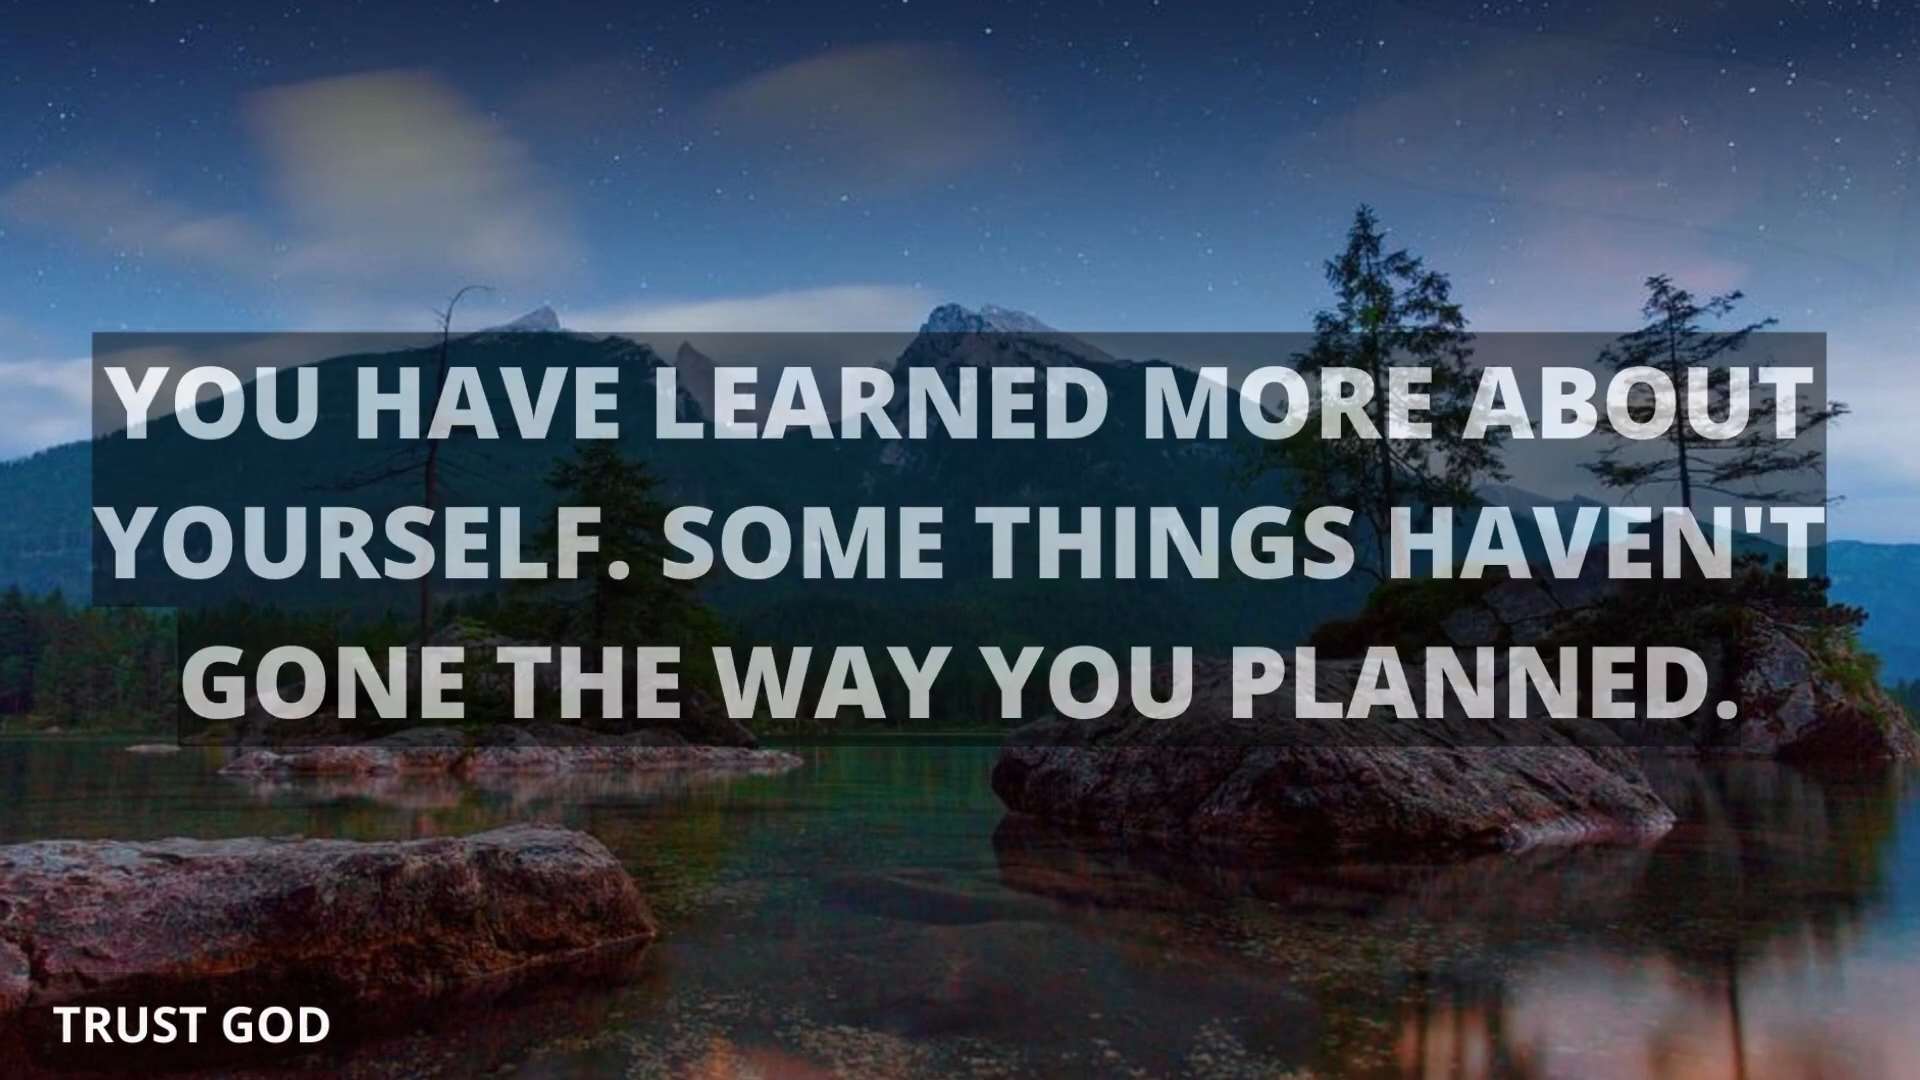 YOU HAVE LEARNED MORE ABOUT
YOURSELF. SOME THINGS HAVEN'T
GONE THE WAY YOU PLANNED.
TRUST GOD